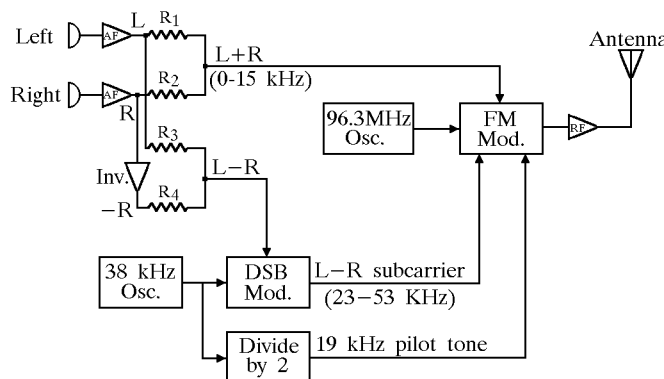 Left
AF
L
R1
Right
AF
R
R2
L+R
(0-15 kHz)
Antenna
96.3MHz
Osc.
FM
Mod.
RF
R3
Inv.
−R
R4
L−R
38 kHz
Osc.
DSB
Mod.
L−R subcarrier
(23−53 KHz)
Divide
by 2
19 kHz pilot tone